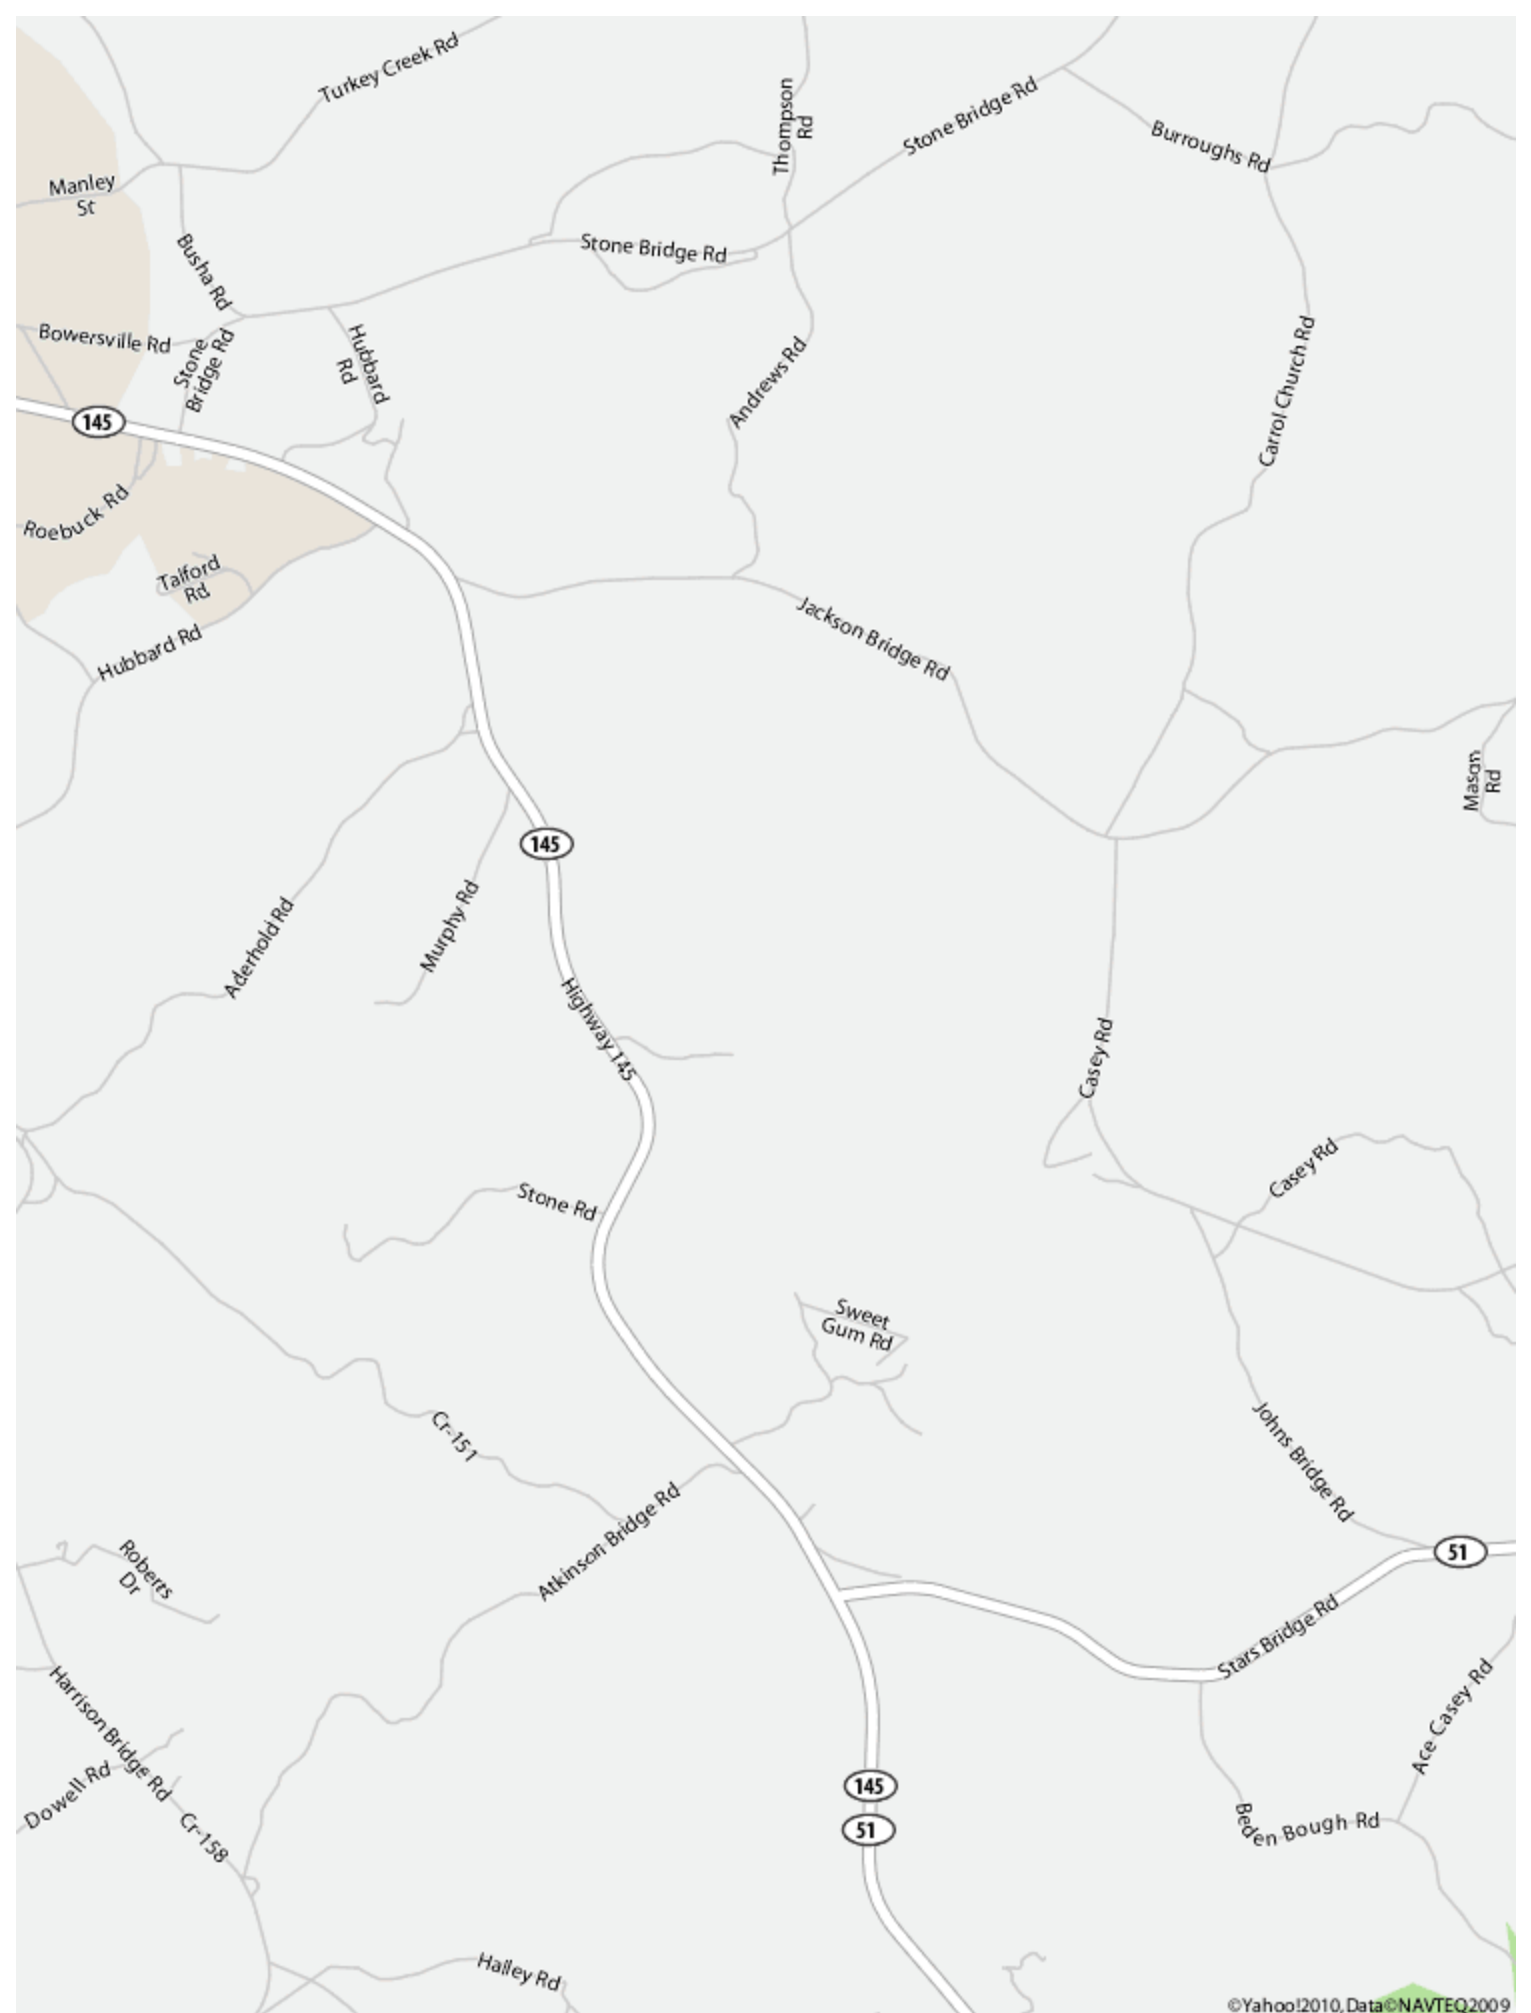 Turkey Creek Rd
Thompson
Rd
Stone Bridge Rd
Burroughs Rd
Manley
St
Busha Rd
Stone Bridge Rd
Bowersville Rd
Stone
Bridge Rd
Hubbard
Rd
Andrews Rd
Carrol Church Rd
145
Roebuck Rd
Talford
Rd
Hubbard Rd
Jackson Bridge Rd
Mason
Rd
145
Aderhold Rd
Murphy Rd
Highway 145
Casey Rd
Casey Rd
Stone Rd
Sweet
Gum Rd
Cr-151
Johns Bridge Rd
Atkinson Bridge Rd
51
Roberts
Dr
Stars Bridge Rd
Harrison Bridge Rd
Ace Casey Rd
Dowell Rd
145
51
Cr-158
Beden Bough Rd
Halley Rd
©Yahoo!2010, Data©NAVTEQ2009